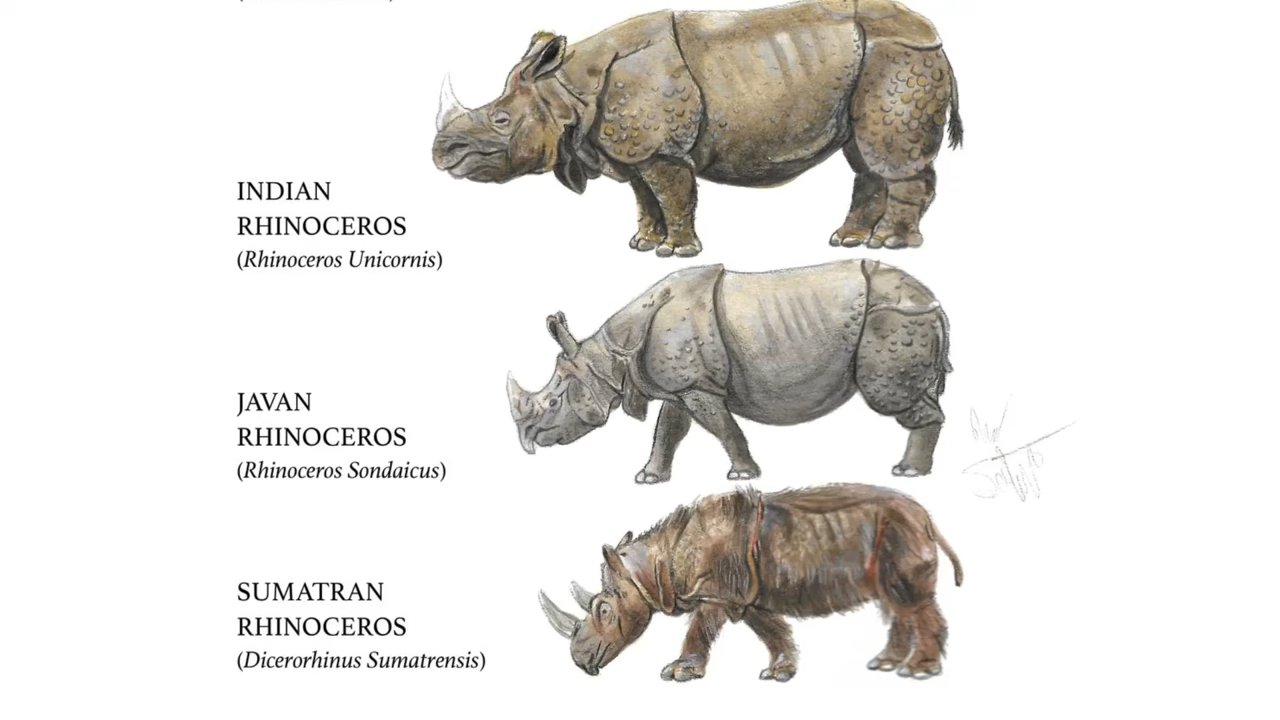 INDIAN
RHINOCEROS
(Rhinoceros Unicornis)
JAVAN
RHINOCEROS
(Rhinoceros Sondaicus)
SUMATRAN
RHINOCEROS
(Dicerorhinus Sumatrensis)